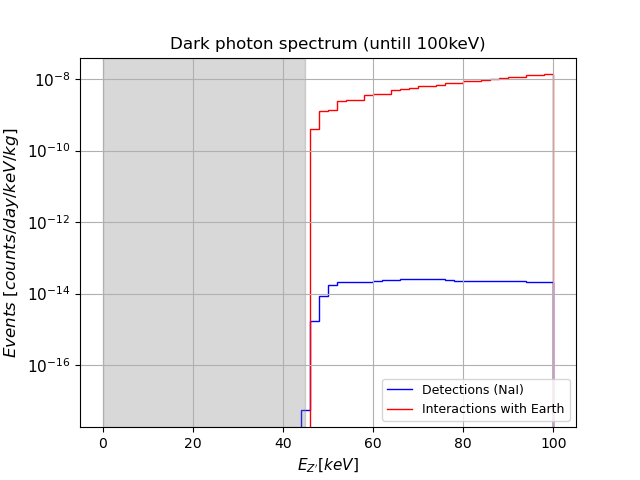 Dark photon spectrum (untill 100keV)
Events [counts/day/keV/kg]
10⁻⁸
10⁻¹⁰
10⁻¹²
10⁻¹⁴
10⁻¹⁶
Detections (NaI)
Interactions with Earth
0 20 40 60 80 100
E_{Z'}[keV]